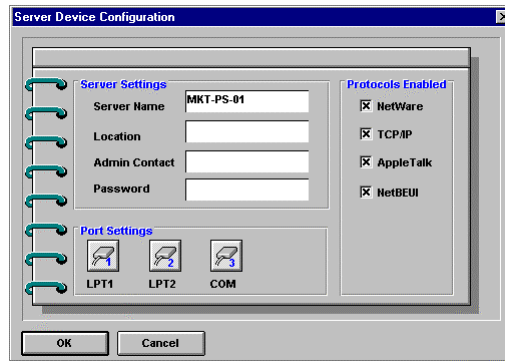 Server Device Configuration
Server Settings
Server Name MKT-PS-01
Location
Admin Contact
Password
Protocols Enabled
NetWare
TCP/IP
AppleTalk
NetBEUI
Port Settings
1 2 3
LPT1 LPT2 COM
OK Cancel